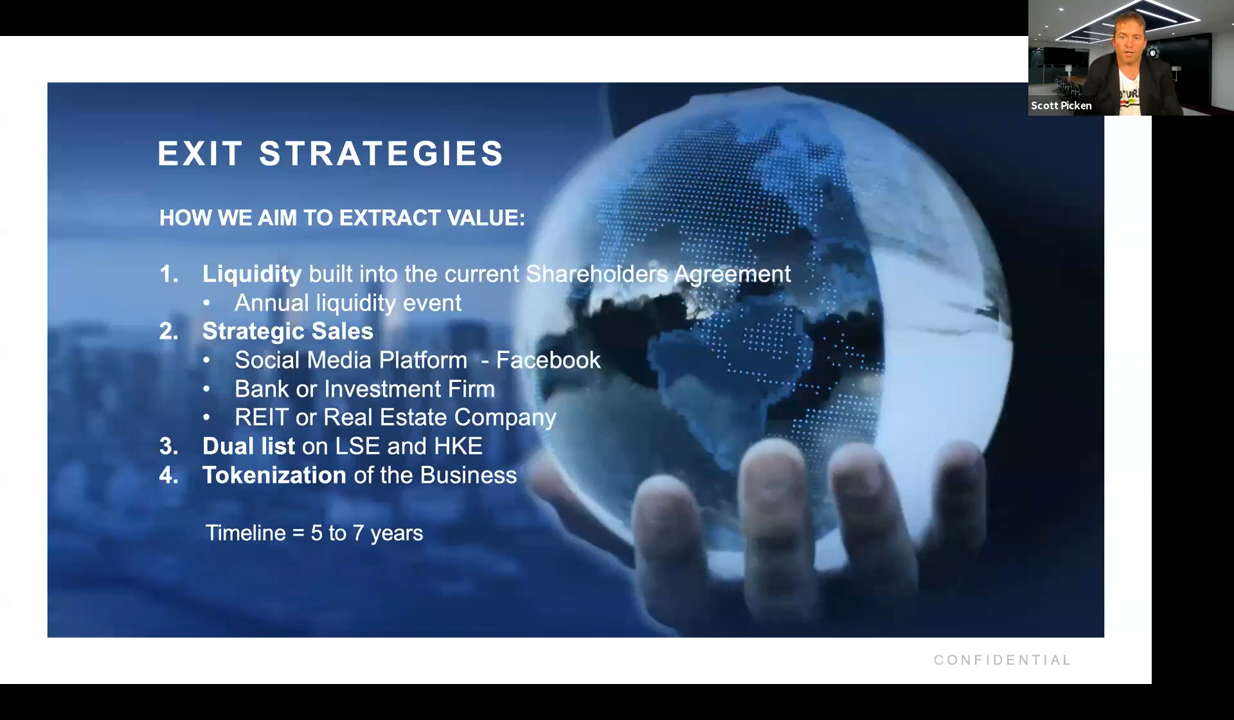 Scott Picken
EXIT STRATEGIES
HOW WE AIM TO EXTRACT VALUE:
1. Liquidity built into the current Shareholders Agreement
• Annual liquidity event
2. Strategic Sales
• Social Media Platform - Facebook
• Bank or Investment Firm
• REIT or Real Estate Company
3. Dual list on LSE and HKE
4. Tokenization of the Business
Timeline = 5 to 7 years
CONFIDENTIAL